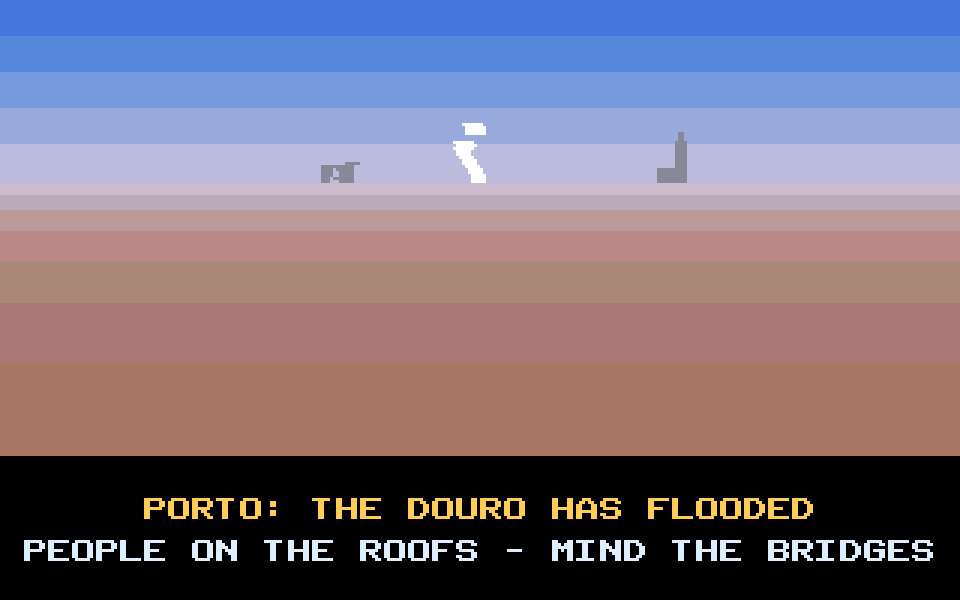 PORTO: THE DOURO HAS FLOODED
PEOPLE ON THE ROOFS - MIND THE BRIDGES